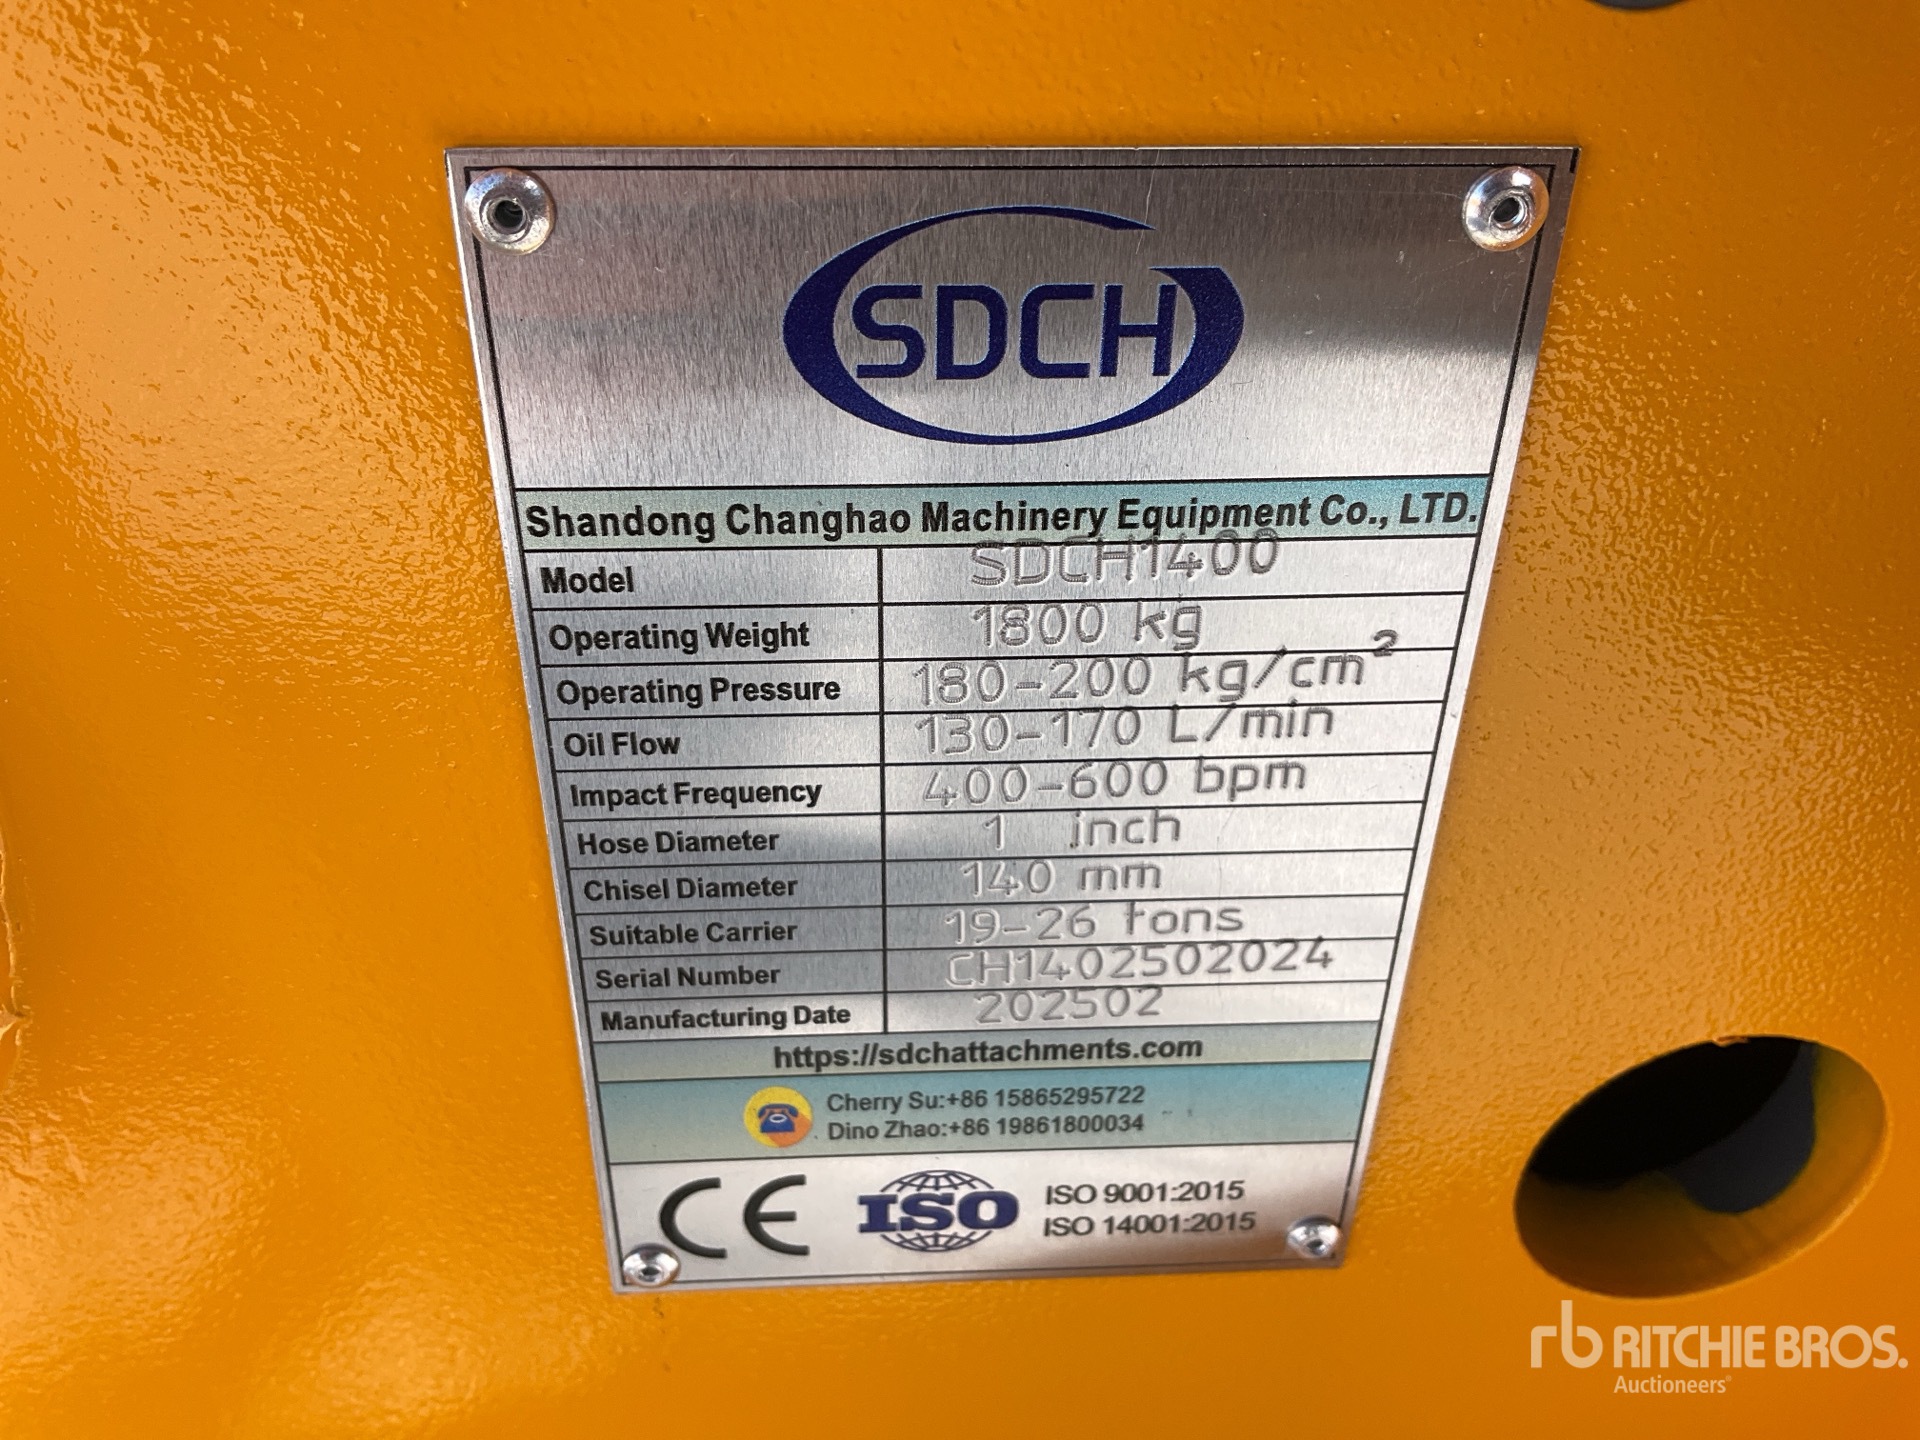 SDCH
Shandong Changhao Machinery Equipment Co., LTD.
Model SDCH1400
Operating Weight 1800 kg
Operating Pressure 180-200 kg/cm²
Oil Flow 130-170 L/min
Impact Frequency 400-600 bpm
Hose Diameter 1 inch
Chisel Diameter 140 mm
Suitable Carrier 19-26 tons
Serial Number CH1402502024
Manufacturing Date 202502
https://sdchattachments.com
Cherry Su:+86 15865295722
Dino Zhao:+86 19861800034
CE ISO ISO 9001:2015
ISO 14001:2015
rb RITCHIE BROS.
Auctioneers